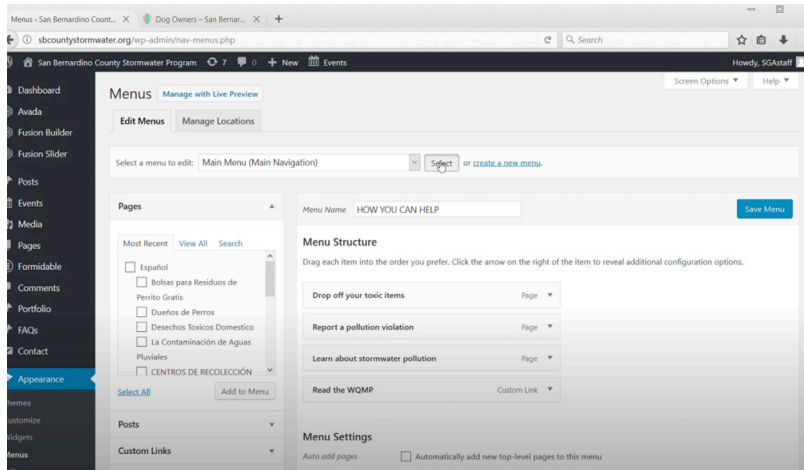 Menus ‹ San Bernardino Count...
Dog Owners – San Bernar...
sbcountystormwater.org/wp-admin/nav-menus.php
Search
San Bernardino County Stormwater Program 7 0 + New Events
Howdy, SGAstaff
Screen Options
Help
Dashboard
Avada
Fusion Builder
Fusion Slider
Posts
Events
Media
Pages
Formidable
Comments
Portfolio
FAQs
Contact
Appearance
Menus
Menus Manage with Live Preview
Edit Menus Manage Locations
Select a menu to edit: Main Menu (Main Navigation) Select or create a new menu.
Pages
Most Recent View All Search
Español
Bolsas para Residuos de
Perrito Gratis
Dueños de Perros
Desechos Toxicos Domestico
La Contaminación de Aguas
Pluviales
CENTROS DE RECOLECCIÓN
Select All Add to Menu
Posts
Custom Links
Menu Name HOW YOU CAN HELP
Save Menu
Menu Structure
Drag each item into the order you prefer. Click the arrow on the right of the item to reveal additional configuration options.
Drop off your toxic items Page
Report a pollution violation Page
Learn about stormwater pollution Page
Read the WQMP Custom Link
Menu Settings
Auto add pages Automatically add new top-level pages to this menu